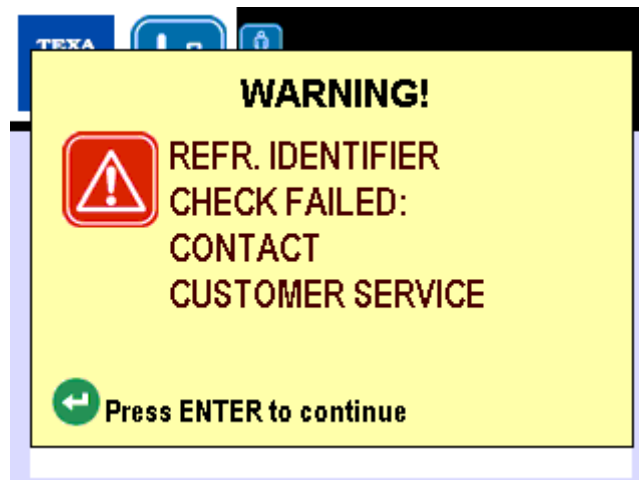 TEXA
WARNING!
REFR. IDENTIFIER
CHECK FAILED:
CONTACT
CUSTOMER SERVICE
Press ENTER to continue